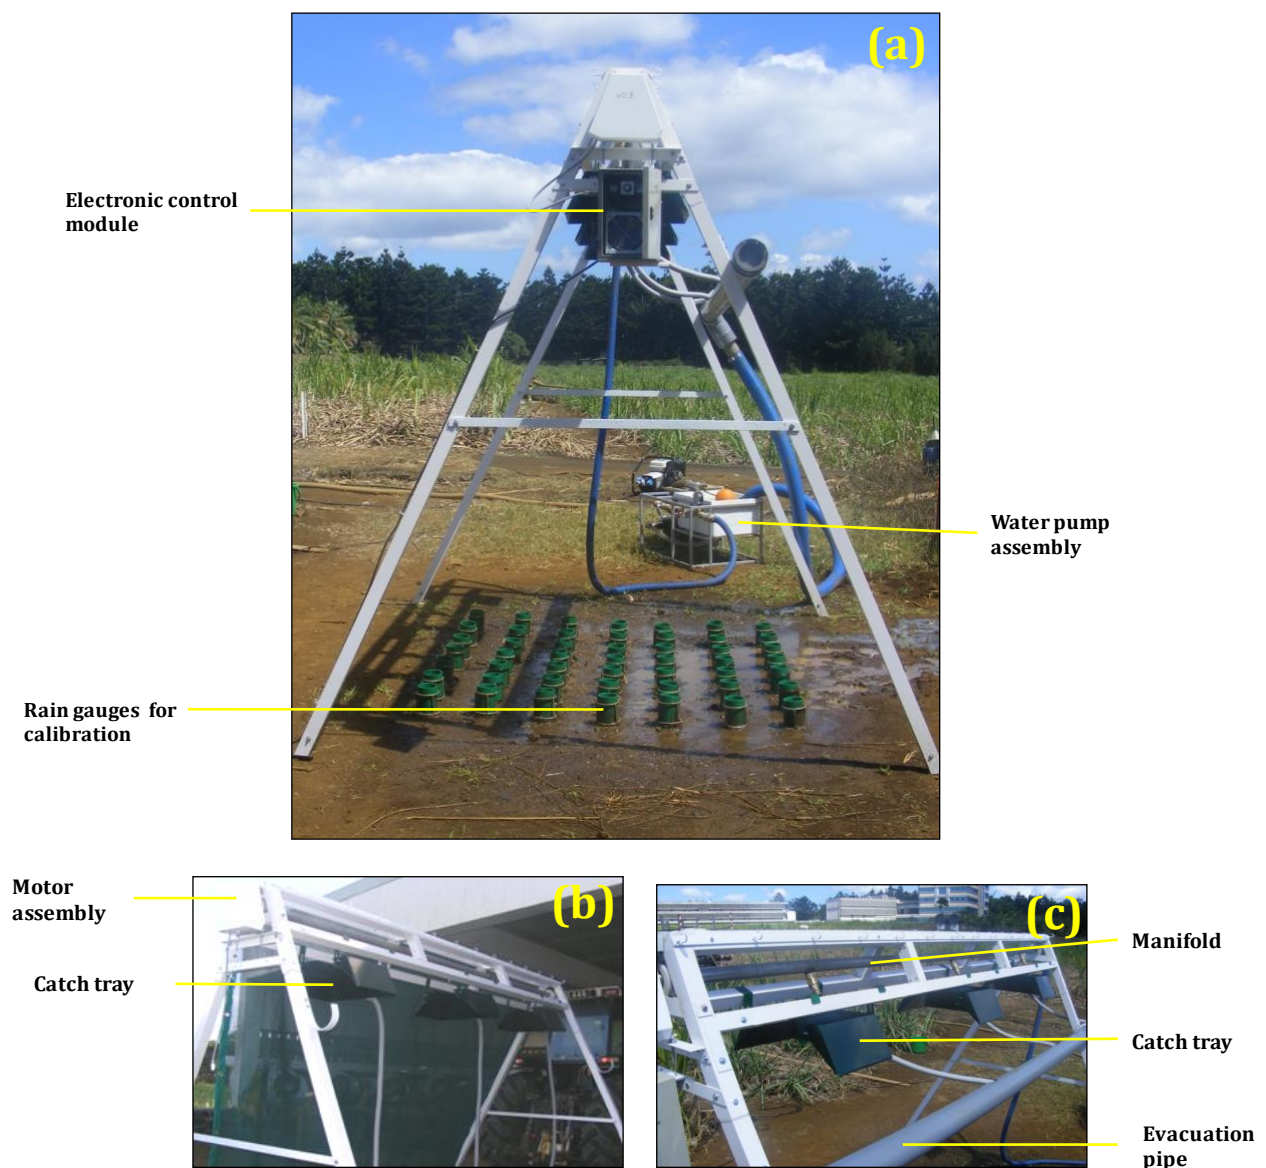 (a)
Electronic control
module
Water pump
assembly
Rain gauges for
calibration
Motor
assembly
(b)
Catch tray
(c)
Manifold
Catch tray
Evacuation
pipe